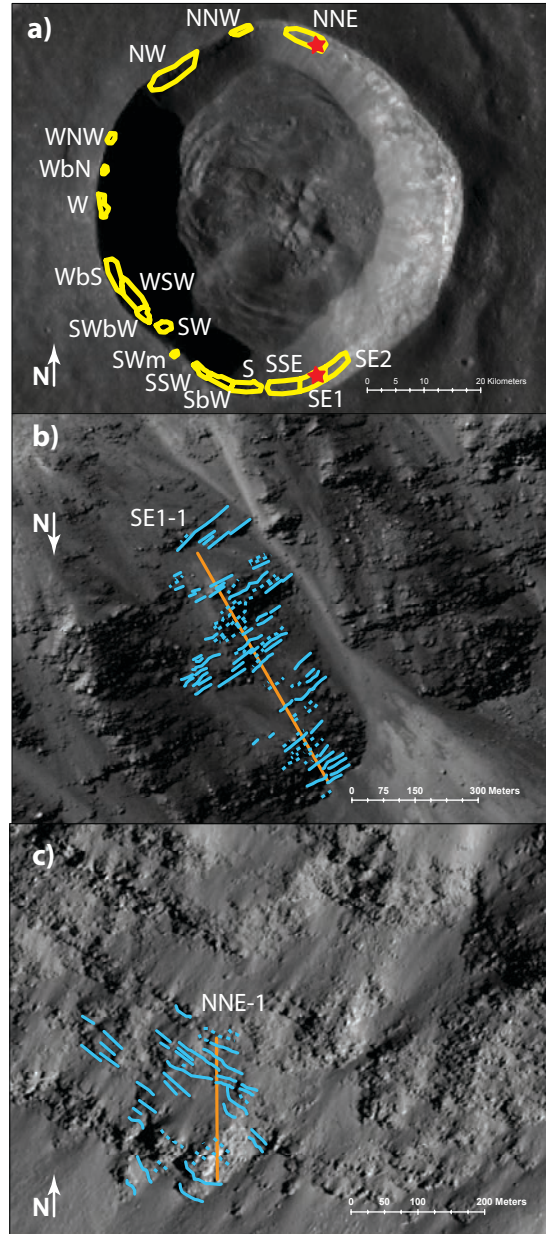 a)
NNW
NNE
NW
WNW
WbN
W
WbS
WSW
SWbW
SW
SWm
SSW
SbW
S
SSE
SE1
SE2
N
0 5 10 20 Kilometers
b)
N
SE1-1
0 75 150 300 Meters
c)
NNE-1
N
0 50 100 200 Meters